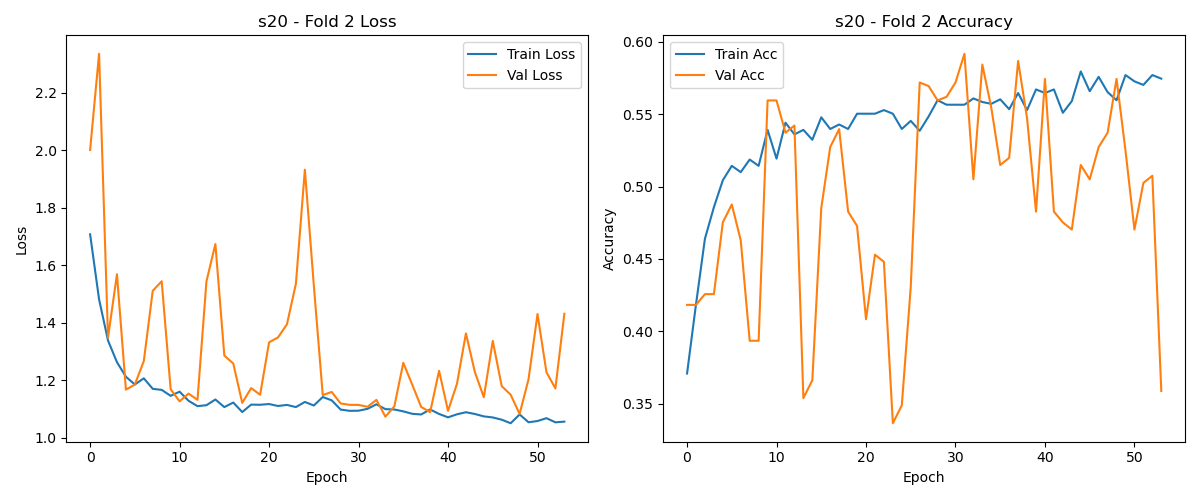 s20 - Fold 2 Loss
Train Loss
Val Loss
Loss
2.2
2.0
1.8
1.6
1.4
1.2
1.0
0 10 20 30 40 50
Epoch
s20 - Fold 2 Accuracy
Train Acc
Val Acc
Accuracy
0.60
0.55
0.50
0.45
0.40
0.35
0 10 20 30 40 50
Epoch